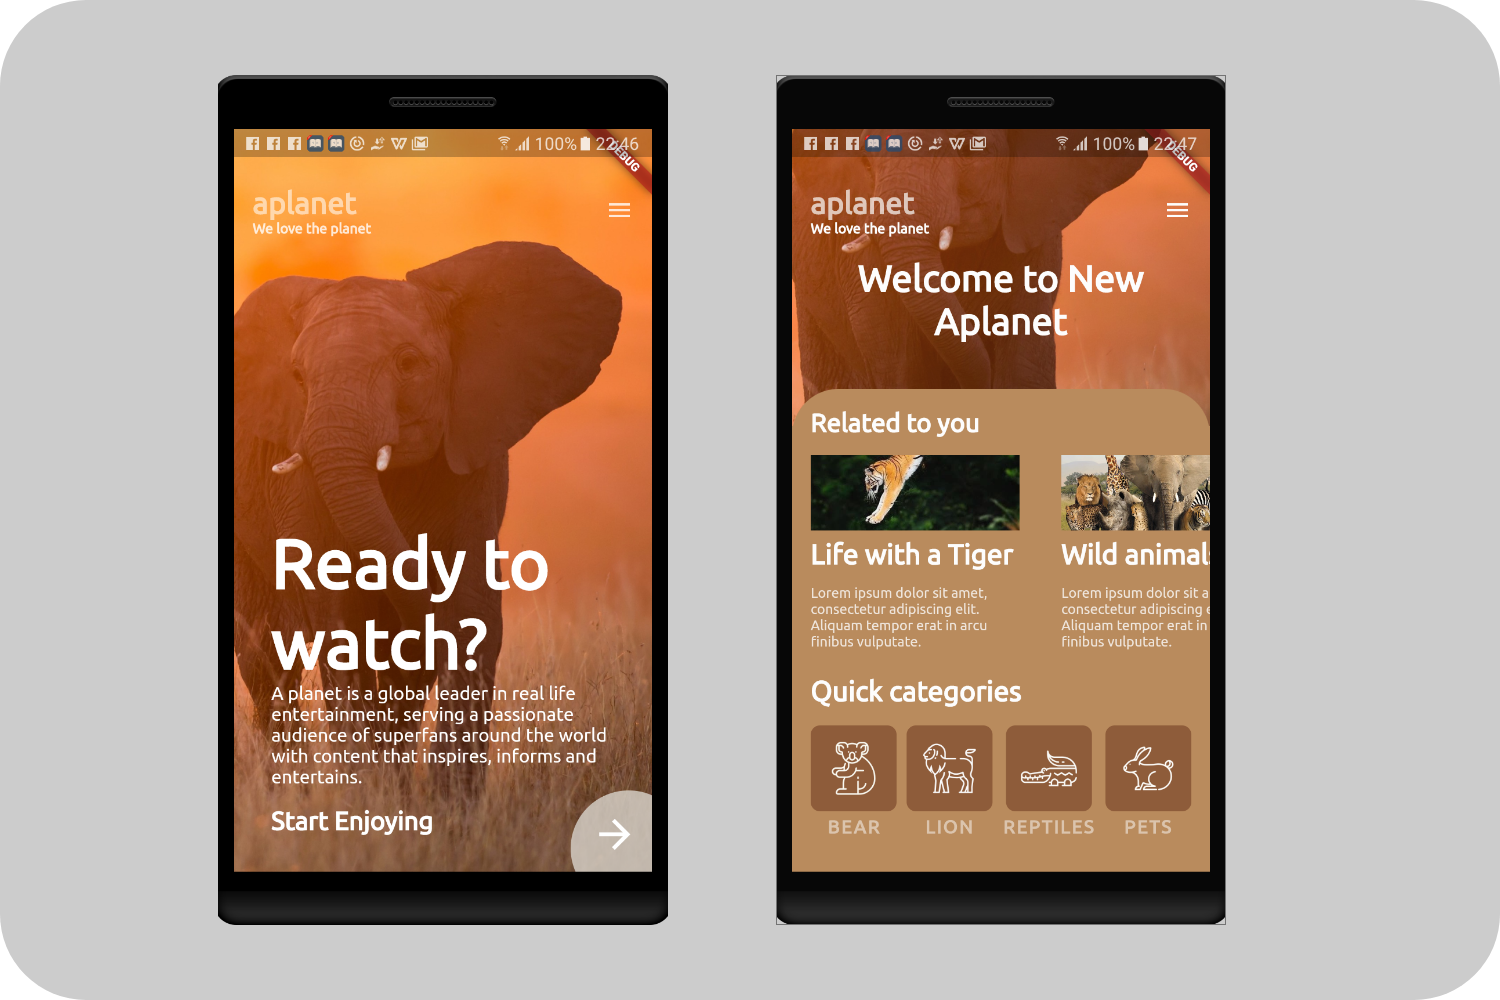 100% 22:46
DEBUG
aplanet
We love the planet
Ready to
watch?
A planet is a global leader in real life
entertainment, serving a passionate
audience of superfans around the world
with content that inspires, informs and
entertains.
Start Enjoying
100% 22:47
DEBUG
aplanet
We love the planet
Welcome to New
Aplanet
Related to you
Life with a Tiger
Lorem ipsum dolor sit amet,
consectetur adipiscing elit.
Aliquam tempor erat in arcu
finibus vulputate.
Wild animals
Lorem ipsum dolor sit a
consectetur adipiscing e
Aliquam tempor erat in
finibus vulputate.
Quick categories
BEAR LION REPTILES PETS